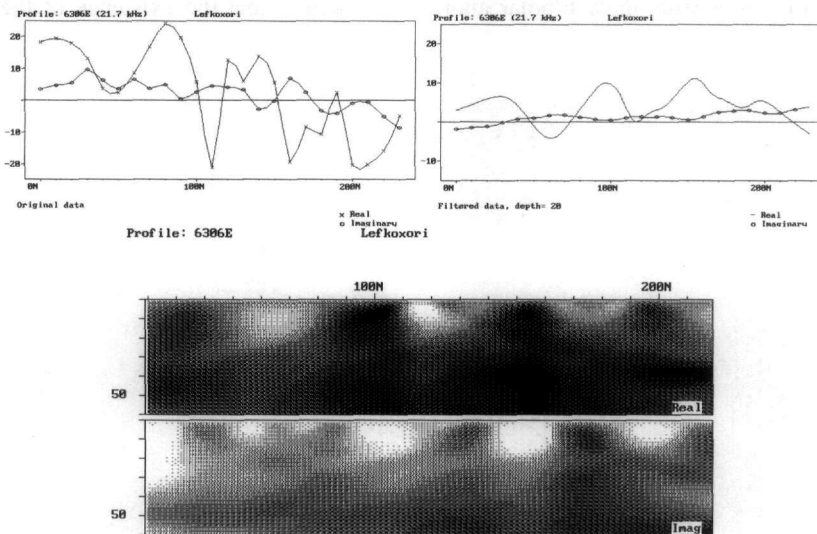 Profile: 6306E (21.7 kHz) Lefkoxori
20
10
-10
-20
0N 100N 200N
Original data
x Real
o Imaginary
Profile: 6306E (21.7 kHz) Lefkoxori
20
10
-10
0N 100N 200N
Filtered data, depth= 20
— Real
o Imaginary
Profile: 6306E Lefkoxori
100N 200N
50
Real
50
Imag